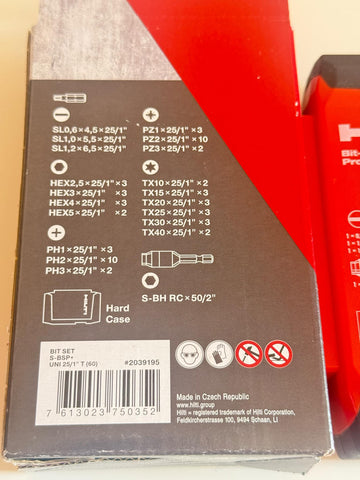 SL0,6×4,5×25/1"
SL1,0×5,5×25/1"
SL1,2×6,5×25/1"
HEX2,5×25/1" ×3
HEX3×25/1" ×3
HEX4×25/1" ×3
HEX5×25/1" ×2
PH1×25/1" ×3
PH2×25/1" ×10
PH3×25/1" ×2
PZ1×25/1" ×3
PZ2×25/1" ×10
PZ3×25/1" ×2
TX10×25/1" ×2
TX15×25/1" ×3
TX20×25/1" ×3
TX25×25/1" ×3
TX30×25/1" ×3
TX40×25/1" ×2
S-BH RC×50/2"
HILTI
Hard
Case
BIT SET
S-BSP+
UNI 25/1" T (60) #2039195
7 613023 750352
Made in Czech Republic
hilti.group
Hilti = registered trademark of Hilti Corporation,
Feldkircherstrasse 100, 9494 Schaan, LI
Bit-
Pro